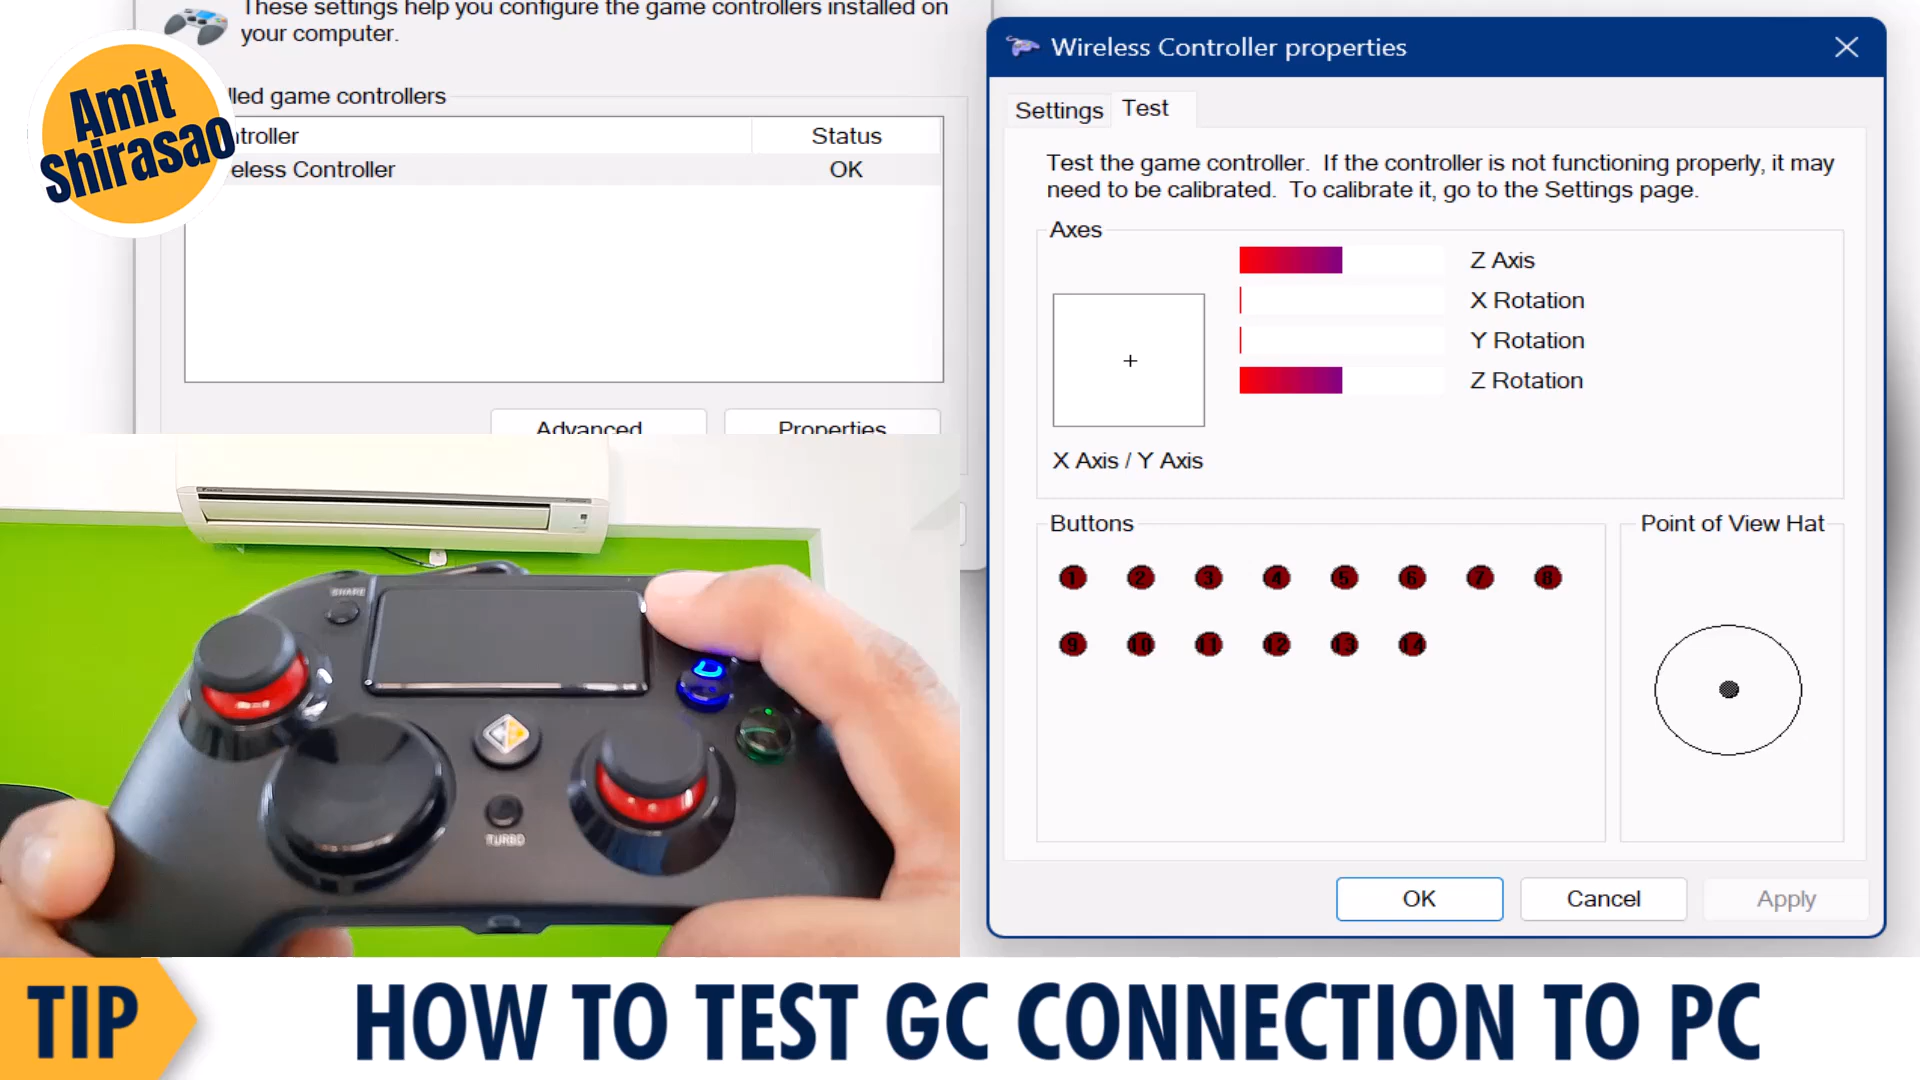 These settings help you configure the game controllers installed on
your computer.
Amit
Shirasao
lled game controllers
ntroller
Status
eless Controller
OK
Advanced
Properties
Wireless Controller properties
Settings
Test
Test the game controller. If the controller is not functioning properly, it may
need to be calibrated. To calibrate it, go to the Settings page.
Axes
Z Axis
X Rotation
Y Rotation
Z Rotation
X Axis / Y Axis
Buttons
1 2 3 4 5 6 7 8
9 10 11 12 13 14
Point of View Hat
OK
Cancel
Apply
SHARE
TURBO
TIP
HOW TO TEST GC CONNECTION TO PC